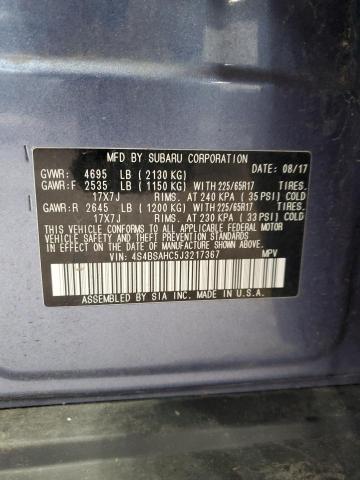 MFD BY SUBARU CORPORATION
GVWR: 4695 LB (2130 KG) DATE: 08/17
GAWR:F 2535 LB (1150 KG) WITH 225/65R17 TIRES.
17X7J RIMS. AT 240 KPA (35 PSI) COLD
GAWR:R 2645 LB (1200 KG) WITH 225/65R17 TIRES.
17X7J RIMS. AT 230 KPA (33 PSI) COLD
THIS VEHICLE CONFORMS TO ALL APPLICABLE FEDERAL MOTOR
VEHICLE SAFETY, BUMPER, AND THEFT PREVENTION STANDARDS
IN EFFECT ON THE DATE OF MANUFACTURE SHOWN ABOVE.
VIN: 4S4BSAHC5J3217367 MPV
ASSEMBLED BY SIA INC. MADE IN U.S.A.